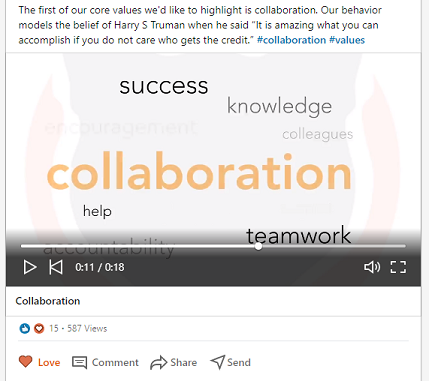 The first of our core values we'd like to highlight is collaboration. Our behavior
models the belief of Harry S Truman when he said "It is amazing what you can
accomplish if you do not care who gets the credit." #collaboration #values
success
knowledge
encouragement
colleagues
collaboration
help
teamwork
accountability
0:11 / 0:18
Collaboration
15 · 587 Views
Love Comment Share Send